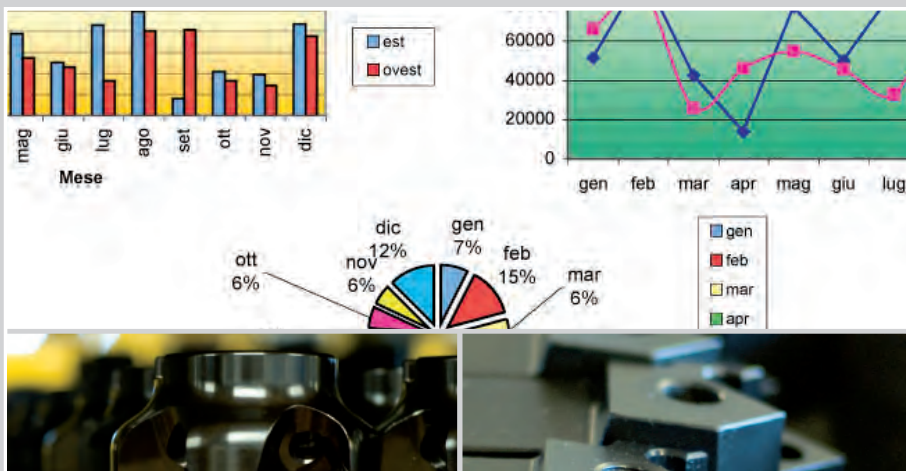 est
ovest
mag giu lug ago set ott nov dic
Mese
60000
40000
20000
0
gen feb mar apr mag giu lug
dic
12%
gen
7%
feb
15%
mar
6%
nov
6%
ott
6%
gen
feb
mar
apr